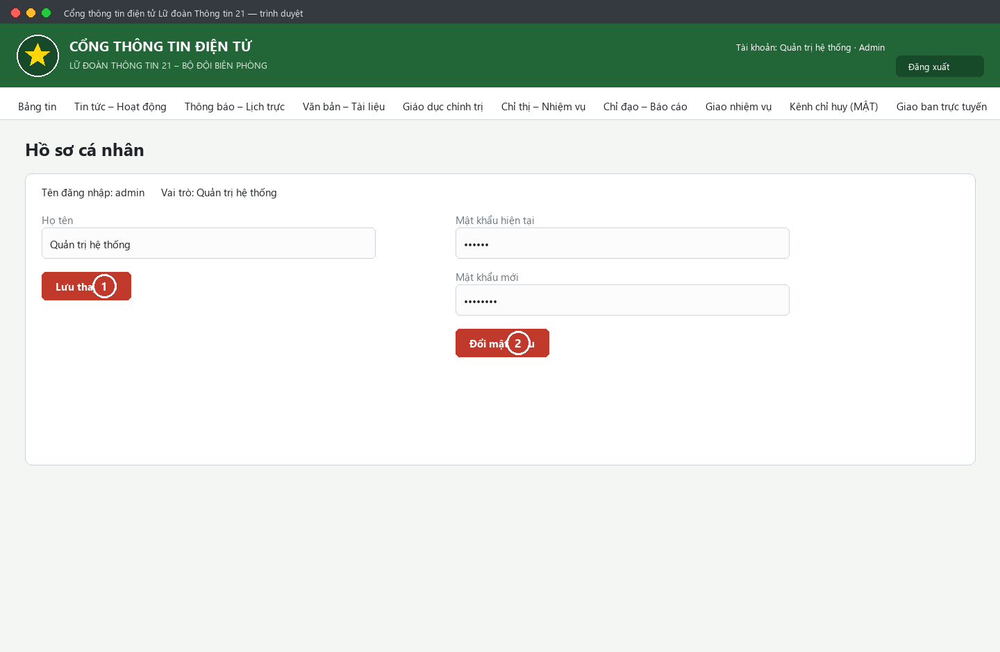 Cổng thông tin điện tử Lữ đoàn Thông tin 21 — trình duyệt
CỔNG THÔNG TIN ĐIỆN TỬ
LỮ ĐOÀN THÔNG TIN 21 – BỘ ĐỘI BIÊN PHÒNG
Tài khoản: Quản trị hệ thống · Admin
Đăng xuất
Bảng tin Tin tức – Hoạt động Thông báo – Lịch trực Văn bản – Tài liệu Giáo dục chính trị Chỉ thị – Nhiệm vụ Chỉ đạo – Báo cáo Giao nhiệm vụ Kênh chỉ huy (MẬT) Giao ban trực tuyến
Hồ sơ cá nhân
Tên đăng nhập: admin Vai trò: Quản trị hệ thống
Họ tên
Quản trị hệ thống
Lưu 1
Mật khẩu hiện tại
••••••
Mật khẩu mới
••••••••
Đổi mật 2